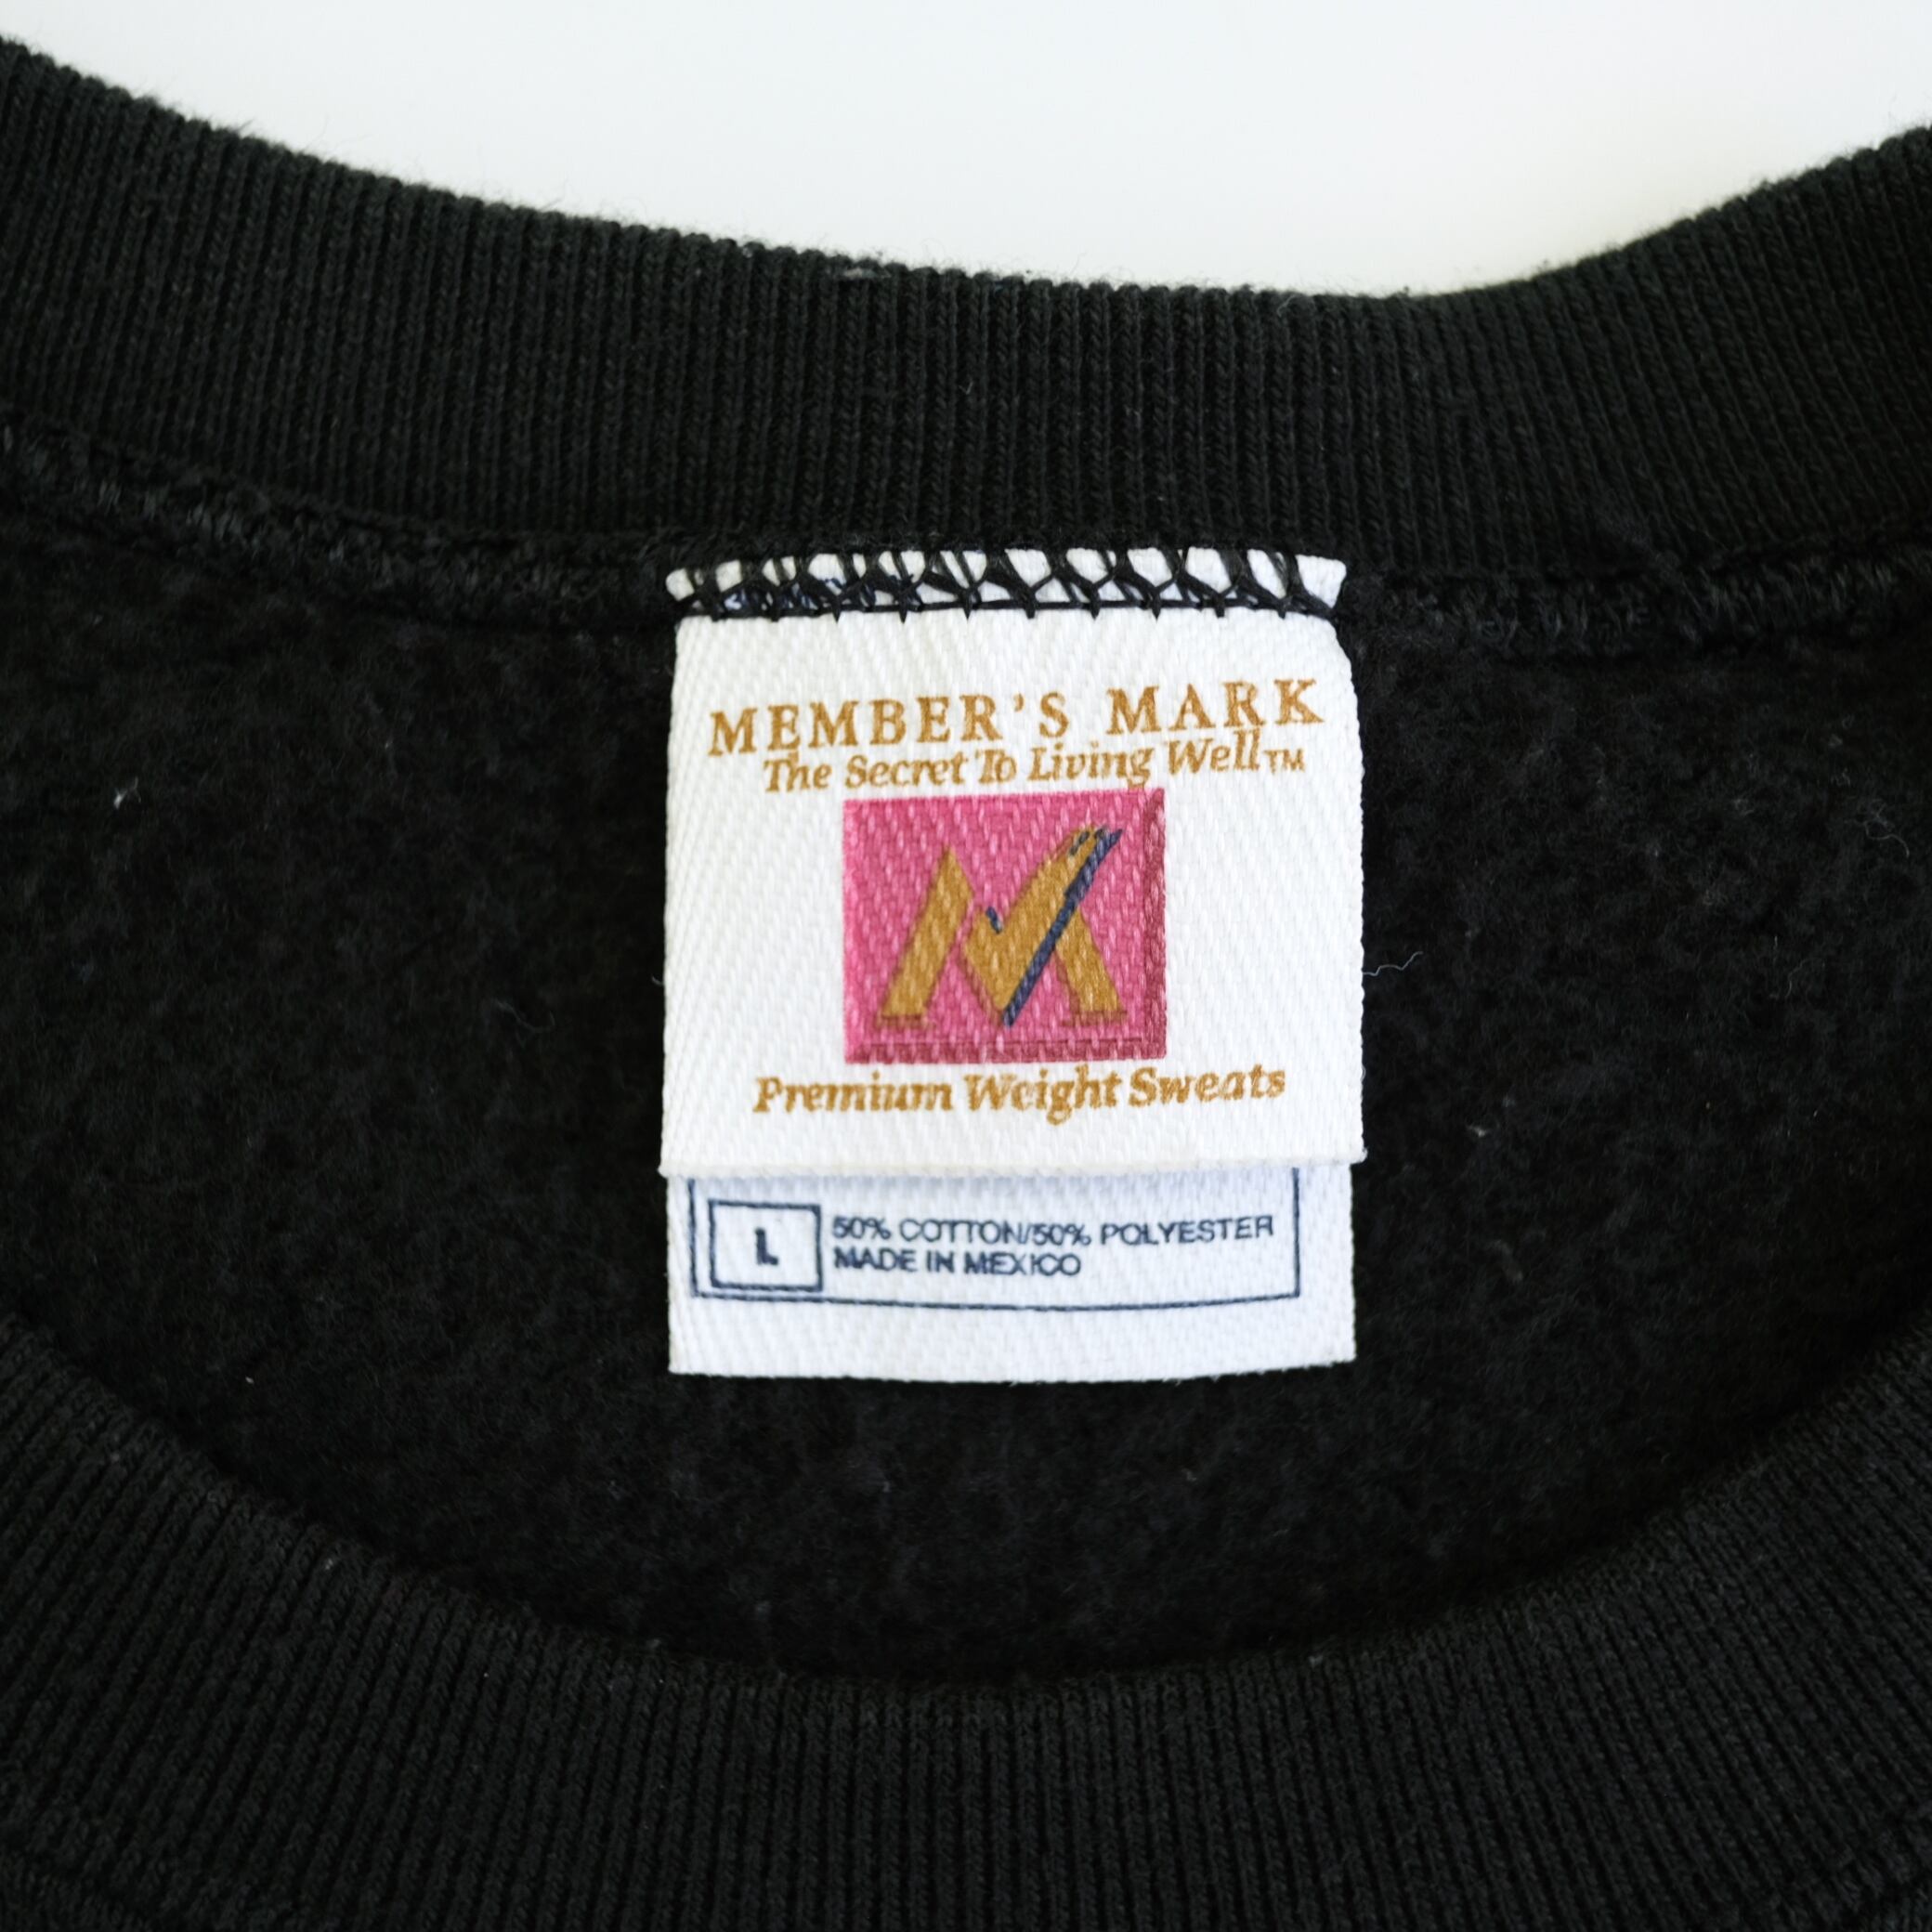 MEMBER'S MARK
The Secret To Living Well™
Premium Weight Sweats
L
50% COTTON/50% POLYESTER
MADE IN MEXICO